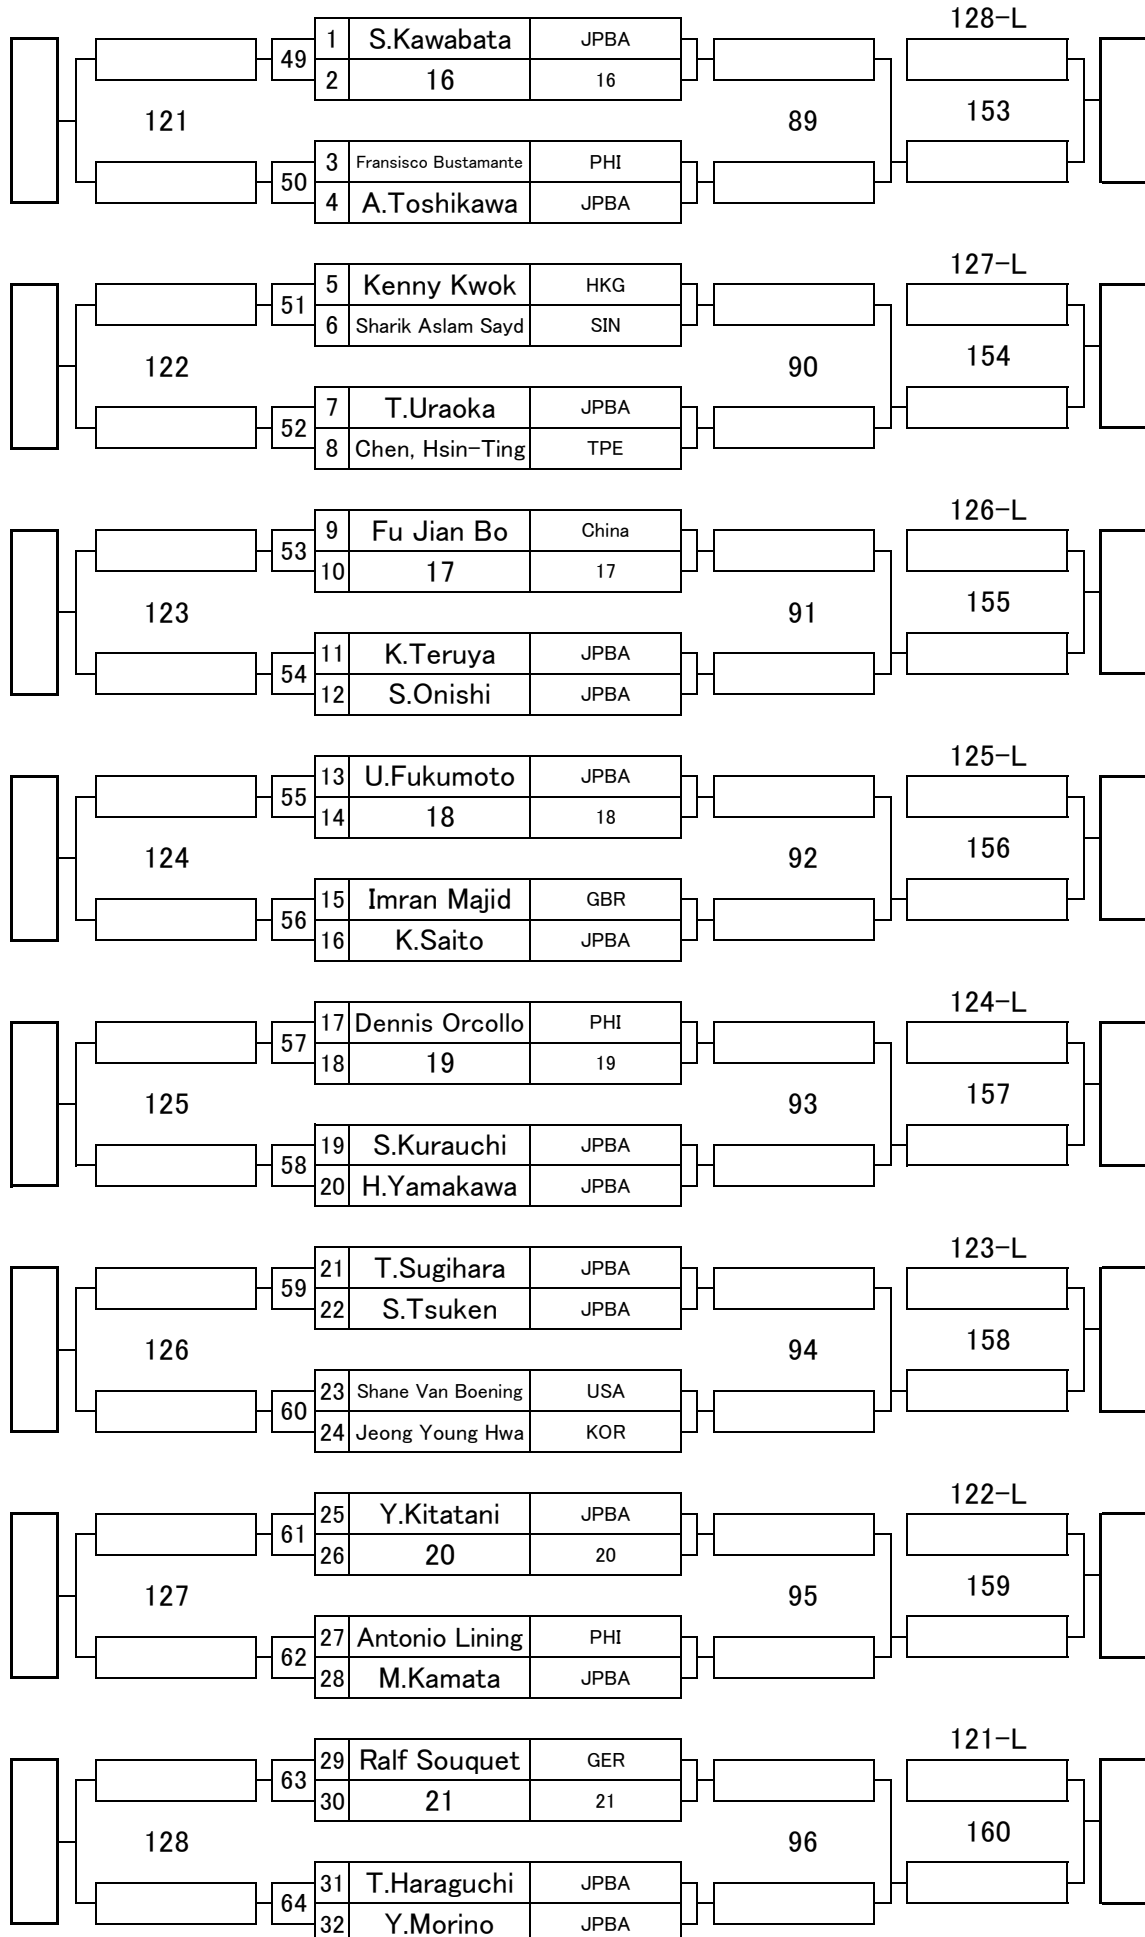 128-L
49 1 S.Kawabata JPBA
2 16 16
121 89 153
50 3 Fransisco Bustamante PHI
4 A.Toshikawa JPBA
127-L
51 5 Kenny Kwok HKG
6 Sharik Aslam Sayd SIN
122 90 154
52 7 T.Uraoka JPBA
8 Chen, Hsin-Ting TPE
126-L
53 9 Fu Jian Bo China
10 17 17
123 91 155
54 11 K.Teruya JPBA
12 S.Onishi JPBA
125-L
55 13 U.Fukumoto JPBA
14 18 18
124 92 156
56 15 Imran Majid GBR
16 K.Saito JPBA
124-L
57 17 Dennis Orcollo PHI
18 19 19
125 93 157
58 19 S.Kurauchi JPBA
20 H.Yamakawa JPBA
123-L
59 21 T.Sugihara JPBA
22 S.Tsuken JPBA
126 94 158
60 23 Shane Van Boening USA
24 Jeong Young Hwa KOR
122-L
61 25 Y.Kitatani JPBA
26 20 20
127 95 159
62 27 Antonio Lining PHI
28 M.Kamata JPBA
121-L
63 29 Ralf Souquet GER
30 21 21
128 96 160
64 31 T.Haraguchi JPBA
32 Y.Morino JPBA